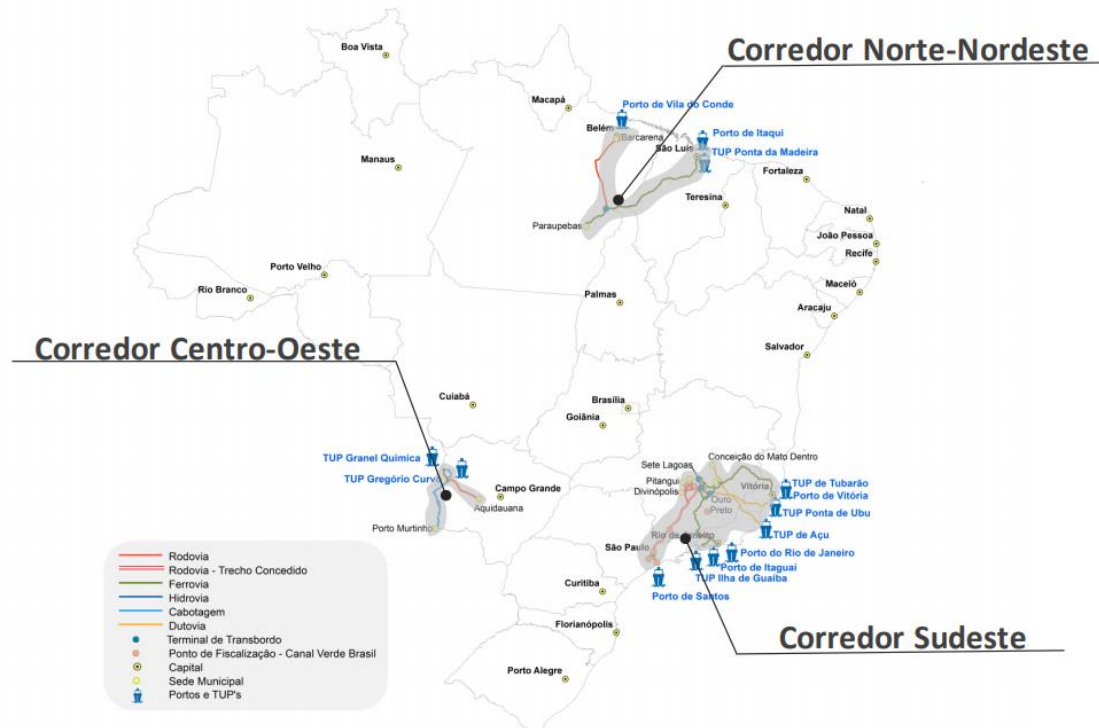 Corredor Norte-Nordeste
Boa Vista
Macapá
Porto de Vila do Conde
Belém
Barcarena
Porto de Itaqui
São Luís
TUP Ponta da Madeira
Manaus
Fortaleza
Teresina
Natal
Paraupebas
João Pessoa
Recife
Porto Velho
Maceió
Rio Branco
Palmas
Aracaju
Corredor Centro-Oeste
Salvador
Cuiabá
Brasília
Goiânia
TUP Granel Química
Conceição do Mato Dentro
Sete Lagoas
TUP Gregório Curvo
Pitangui
Vitória
TUP de Tubarão
Campo Grande
Divinópolis
Porto de Vitória
Aquidauana
Ouro
Preto
TUP Ponta de Ubu
Porto Murtinho
Rio de Janeiro
TUP de Açu
São Paulo
Porto do Rio de Janeiro
Porto de Itaguai
TUP Ilha de Guaíba
Porto de Santos
Curitiba
Florianópolis
Corredor Sudeste
Porto Alegre
Rodovia
Rodovia - Trecho Concedido
Ferrovia
Hidrovia
Cabotagem
Dutovia
Terminal de Transbordo
Ponto de Fiscalização - Canal Verde Brasil
Capital
Sede Municipal
Portos e TUP's